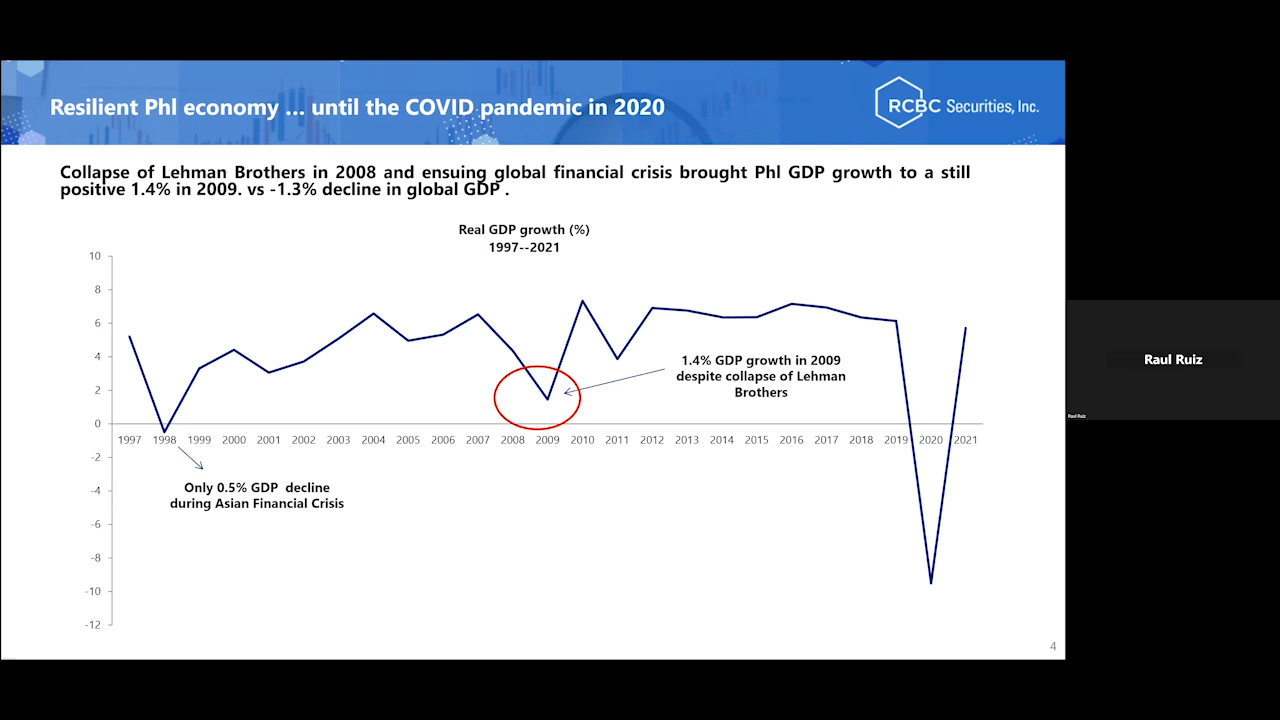 Resilient Phl economy ... until the COVID pandemic in 2020
RCBC Securities, Inc.
Collapse of Lehman Brothers in 2008 and ensuing global financial crisis brought Phl GDP growth to a still
positive 1.4% in 2009. vs -1.3% decline in global GDP .
Real GDP growth (%)
1997--2021
10
8
6
4
2
0
-2
-4
-6
-8
-10
-12
1997 1998 1999 2000 2001 2002 2003 2004 2005 2006 2007 2008 2009 2010 2011 2012 2013 2014 2015 2016 2017 2018 2019 2020 2021
1.4% GDP growth in 2009
despite collapse of Lehman
Brothers
Only 0.5% GDP decline
during Asian Financial Crisis
4
Raul Ruiz
Raul Ruiz